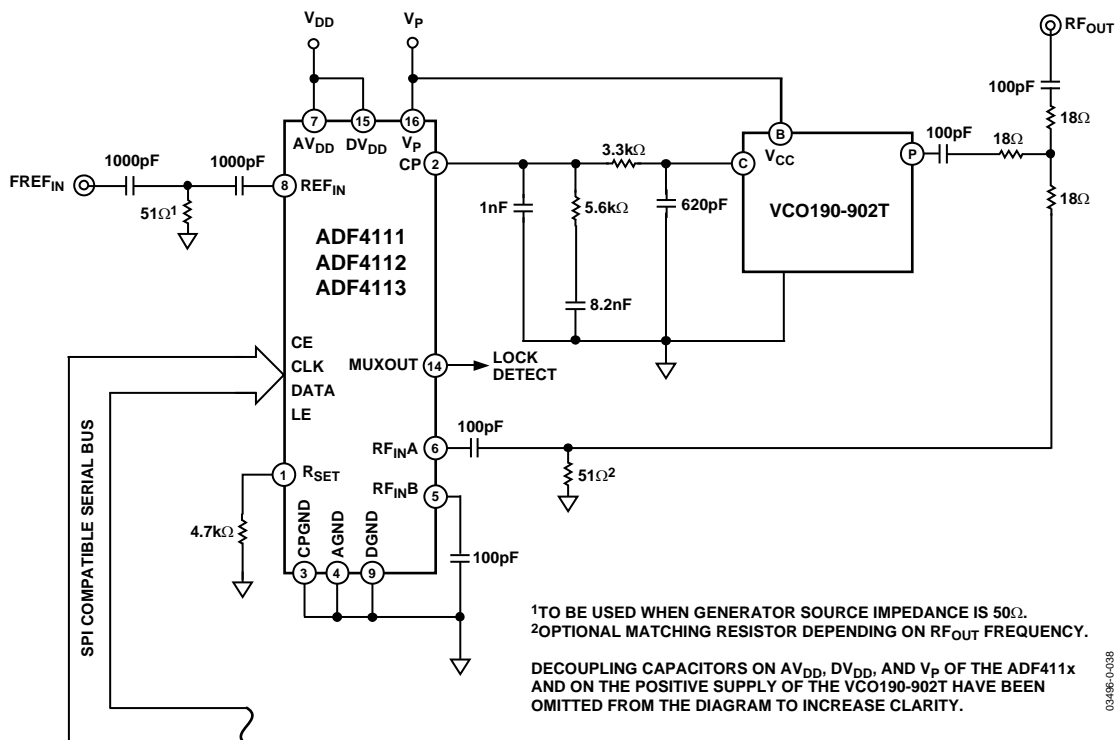 VDD
VP
RFOUT
100pF
18Ω
7
15
16
AVDD
DVDD
VP
B
VCC
100pF
18Ω
P
18Ω
CP
2
3.3kΩ
C
1000pF
1000pF
FREFIN
8
REFIN
51Ω1
1nF
5.6kΩ
620pF
VCO190-902T
ADF4111
ADF4112
ADF4113
8.2nF
CE
CLK
DATA
LE
MUXOUT
14
LOCK
DETECT
100pF
RFINA
6
51Ω2
1
RSET
RFINB
5
4.7kΩ
CPGND
AGND
DGND
3
4
9
100pF
SPI COMPATIBLE SERIAL BUS
1TO BE USED WHEN GENERATOR SOURCE IMPEDANCE IS 50Ω.
2OPTIONAL MATCHING RESISTOR DEPENDING ON RFOUT FREQUENCY.
DECOUPLING CAPACITORS ON AVDD, DVDD, AND VP OF THE ADF411x
AND ON THE POSITIVE SUPPLY OF THE VCO190-902T HAVE BEEN
OMITTED FROM THE DIAGRAM TO INCREASE CLARITY.
03496-0-038